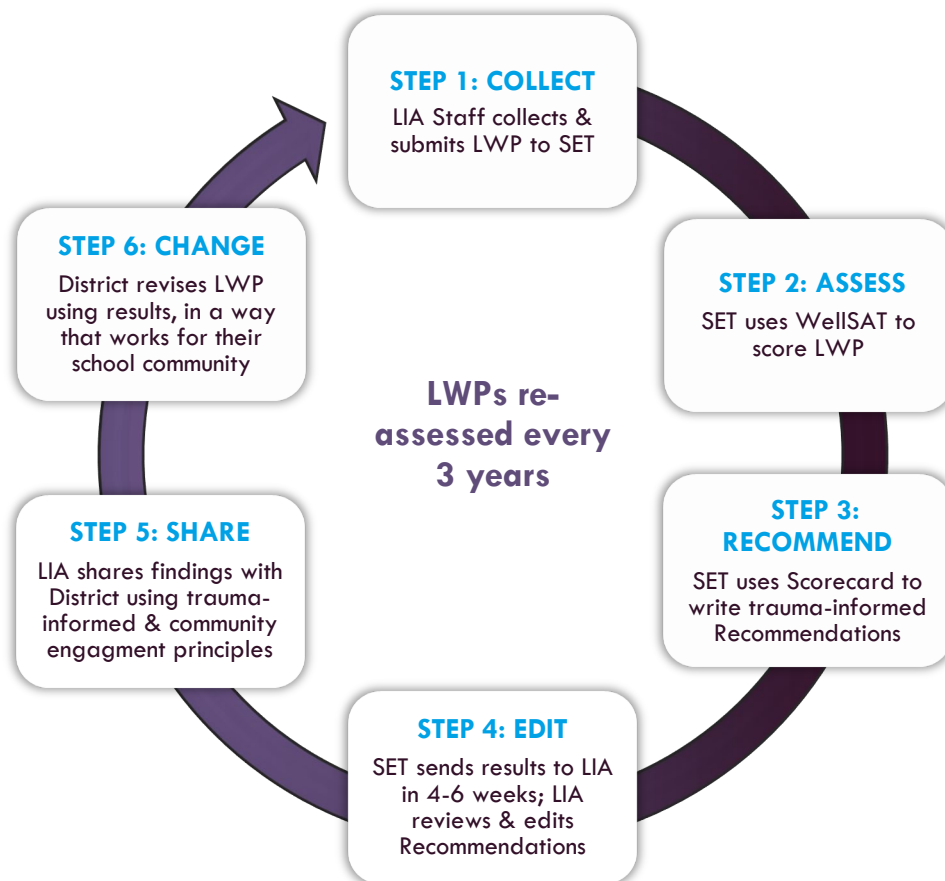 STEP 1: COLLECT
LIA Staff collects &
submits LWP to SET
STEP 2: ASSESS
SET uses WellSAT to
score LWP
STEP 3:
RECOMMEND
SET uses Scorecard to
write trauma-informed
Recommendations
STEP 4: EDIT
SET sends results to LIA
in 4-6 weeks; LIA
reviews & edits
Recommendations
STEP 5: SHARE
LIA shares findings with
District using trauma-
informed & community
engagment principles
STEP 6: CHANGE
District revises LWP
using results, in a way
that works for their
school community
LWPs re-
assessed every
3 years